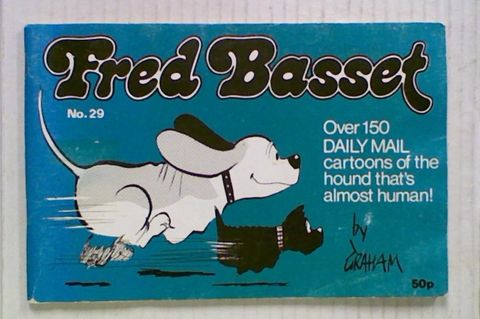 Fred Basset
No. 29
Over 150
DAILY MAIL
cartoons of the
hound that's
almost human!
by
GRAHAM
50p